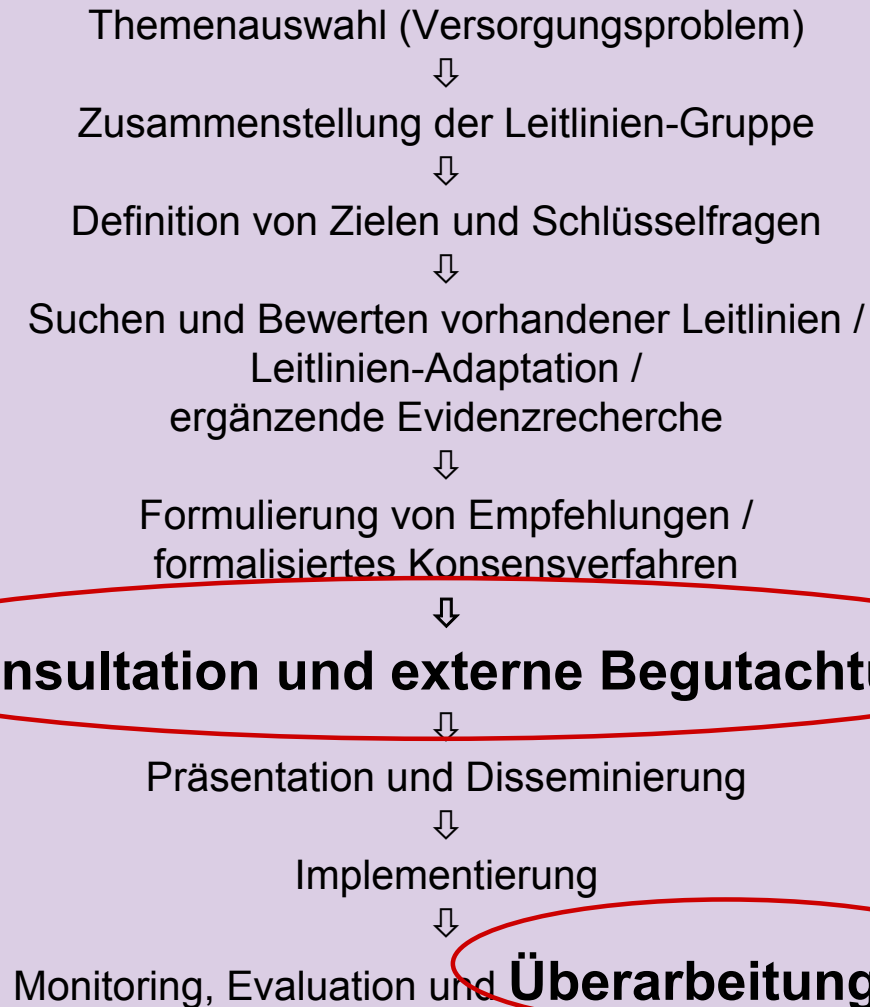 Themenauswahl (Versorgungsproblem)
⇩
Zusammenstellung der Leitlinien-Gruppe
⇩
Definition von Zielen und Schlüsselfragen
⇩
Suchen und Bewerten vorhandener Leitlinien /
Leitlinien-Adaptation /
ergänzende Evidenzrecherche
⇩
Formulierung von Empfehlungen /
formalisiertes Konsensverfahren
⇩
nsultation und externe Begutacht
⇩
Präsentation und Disseminierung
⇩
Implementierung
⇩
Monitoring, Evaluation und Überarbeitung